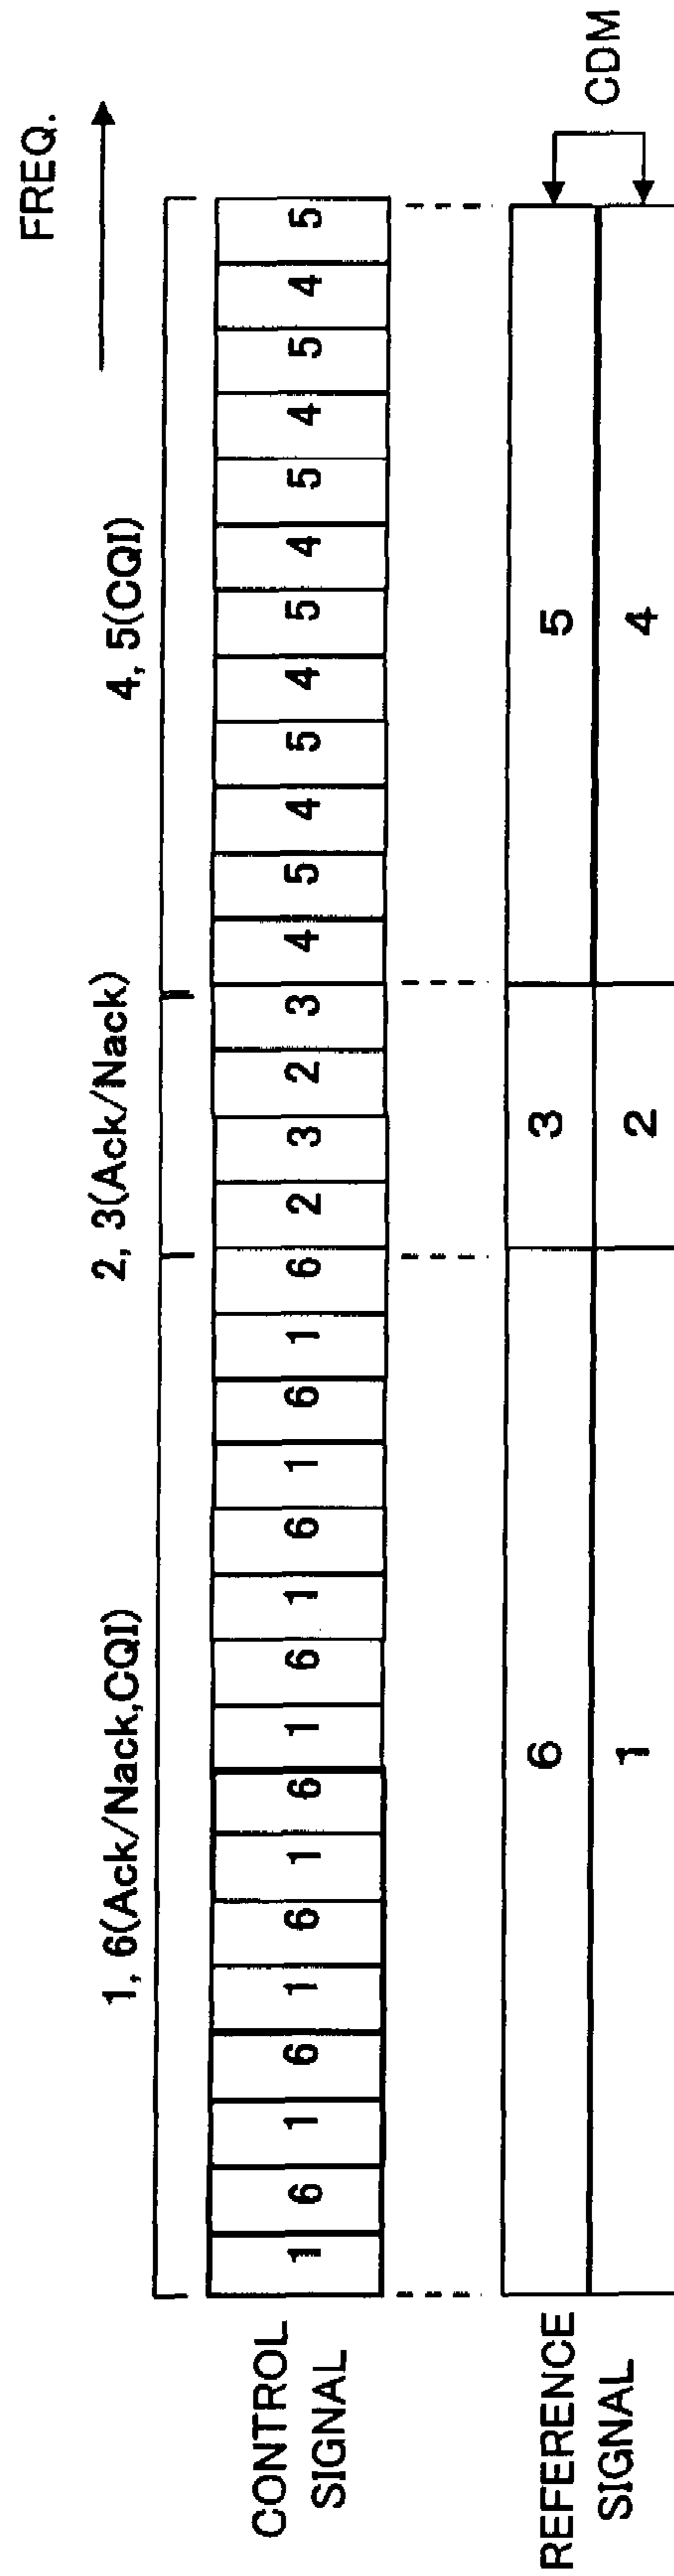 FREQ.
1, 6(Ack/Nack,CQI) 2, 3(Ack/Nack) 4, 5(CQI)
CONTROL
SIGNAL
1 6 1 6 1 6 1 6 1 6 1 6 1 6 1 6 2 3 2 3 4 5 4 5 4 5 4 5 4 5 4 5
REFERENCE
SIGNAL
6 3 5
1 2 4
CDM